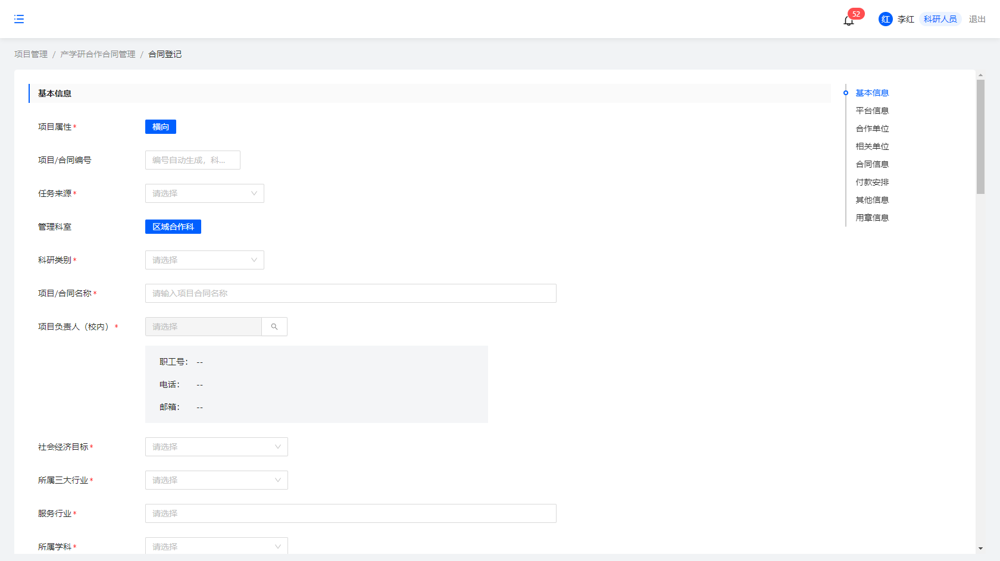 52
红 李红 科研人员 退出
项目管理 / 产学研合作合同管理 / 合同登记
基本信息
项目属性* 横向
项目/合同编号 编号自动生成，科...
任务来源* 请选择
管理科室 区域合作科
科研类别* 请选择
项目/合同名称* 请输入项目合同名称
项目负责人（校内）* 请选择
职工号： --
电话： --
邮箱： --
社会经济目标* 请选择
所属三大行业* 请选择
服务行业* 请选择
所属学科* 请选择
基本信息
平台信息
合作单位
相关单位
合同信息
付款安排
其他信息
用章信息